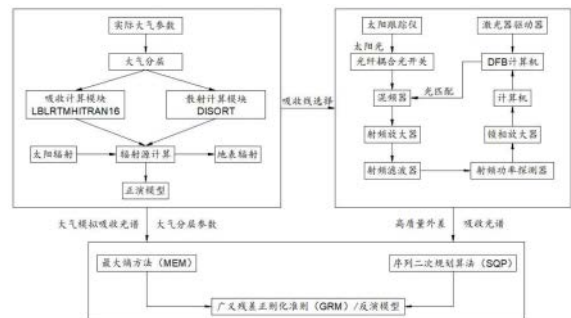 实际大气参数
大气分层
吸收计算模块
LBLRTMHITRAN16
散射计算模块
DISORT
太阳辐射
辐射源计算
地表辐射
正演模型
吸收线选择
太阳跟踪仪
太阳光
光纤耦合光开关
混频器
射频放大器
射频滤波器
光匹配
激光器驱动器
DFB计算机
计算机
锁相放大器
射频功率探测器
大气模拟吸收光谱
大气分层参数
高质量外差
吸收光谱
最大熵方法（MEM）
序列二次规划算法（SQP）
广义残差正则化准则（GRM）/反演模型